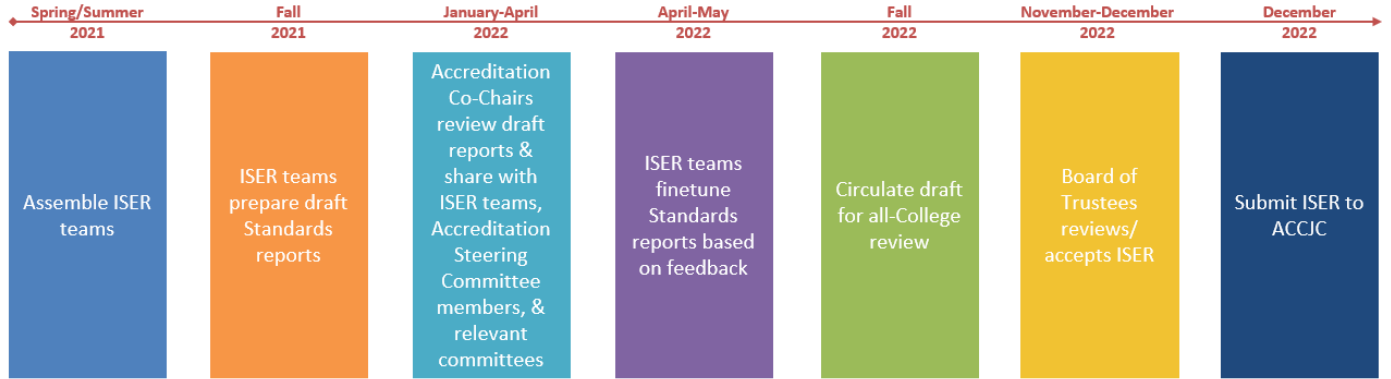 Spring/Summer
2021
Fall
2021
January-April
2022
April-May
2022
Fall
2022
November-December
2022
December
2022
Assemble ISER
teams
ISER teams
prepare draft
Standards
reports
Accreditation
Co-Chairs
review draft
reports &
share with
ISER teams,
Accreditation
Steering
Committee
members, &
relevant
committees
ISER teams
finetune
Standards
reports based
on feedback
Circulate draft
for all-College
review
Board of
Trustees
reviews/
accepts ISER
Submit ISER to
ACCJC